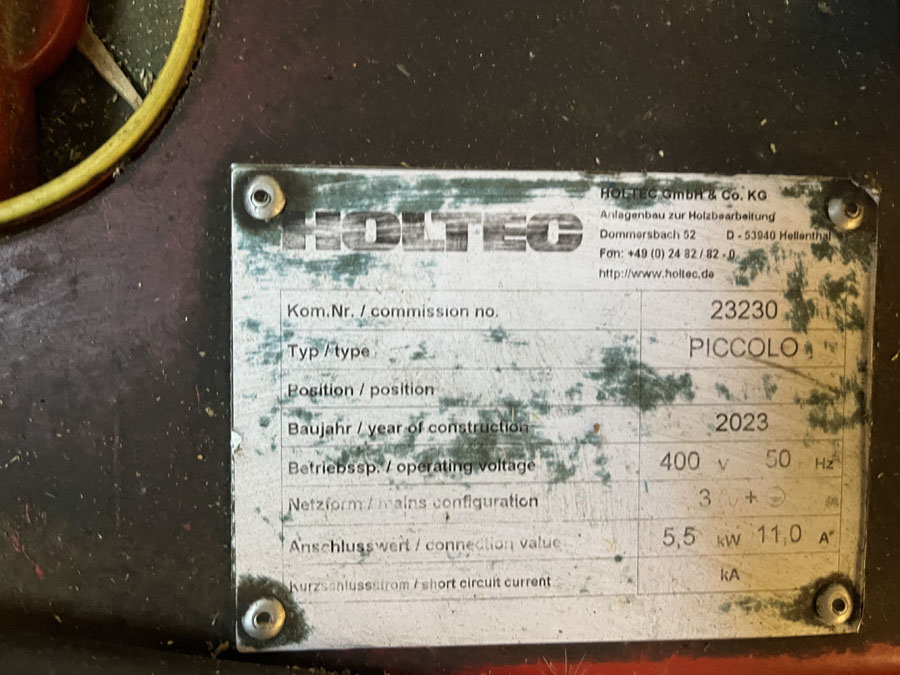 HOLTEC
HOLTEC GmbH & Co. KG
Anlagenbau zur Holzbearbeitung
Dommersbach 52 D - 53940 Hellenthal
Fon: +49 (0) 24 82 / 82 - 0
http://www.holtec.de
Kom.Nr. / commission no. 23230
Typ / type PICCOLO
Position / position
Baujahr / year of construction 2023
Betriebssp. / operating voltage 400 V 50 Hz
Netzform / mains configuration 3 +
Anschlusswert / connection value 5,5 kW 11,0 A
Kurzschlussstrom / short circuit current kA